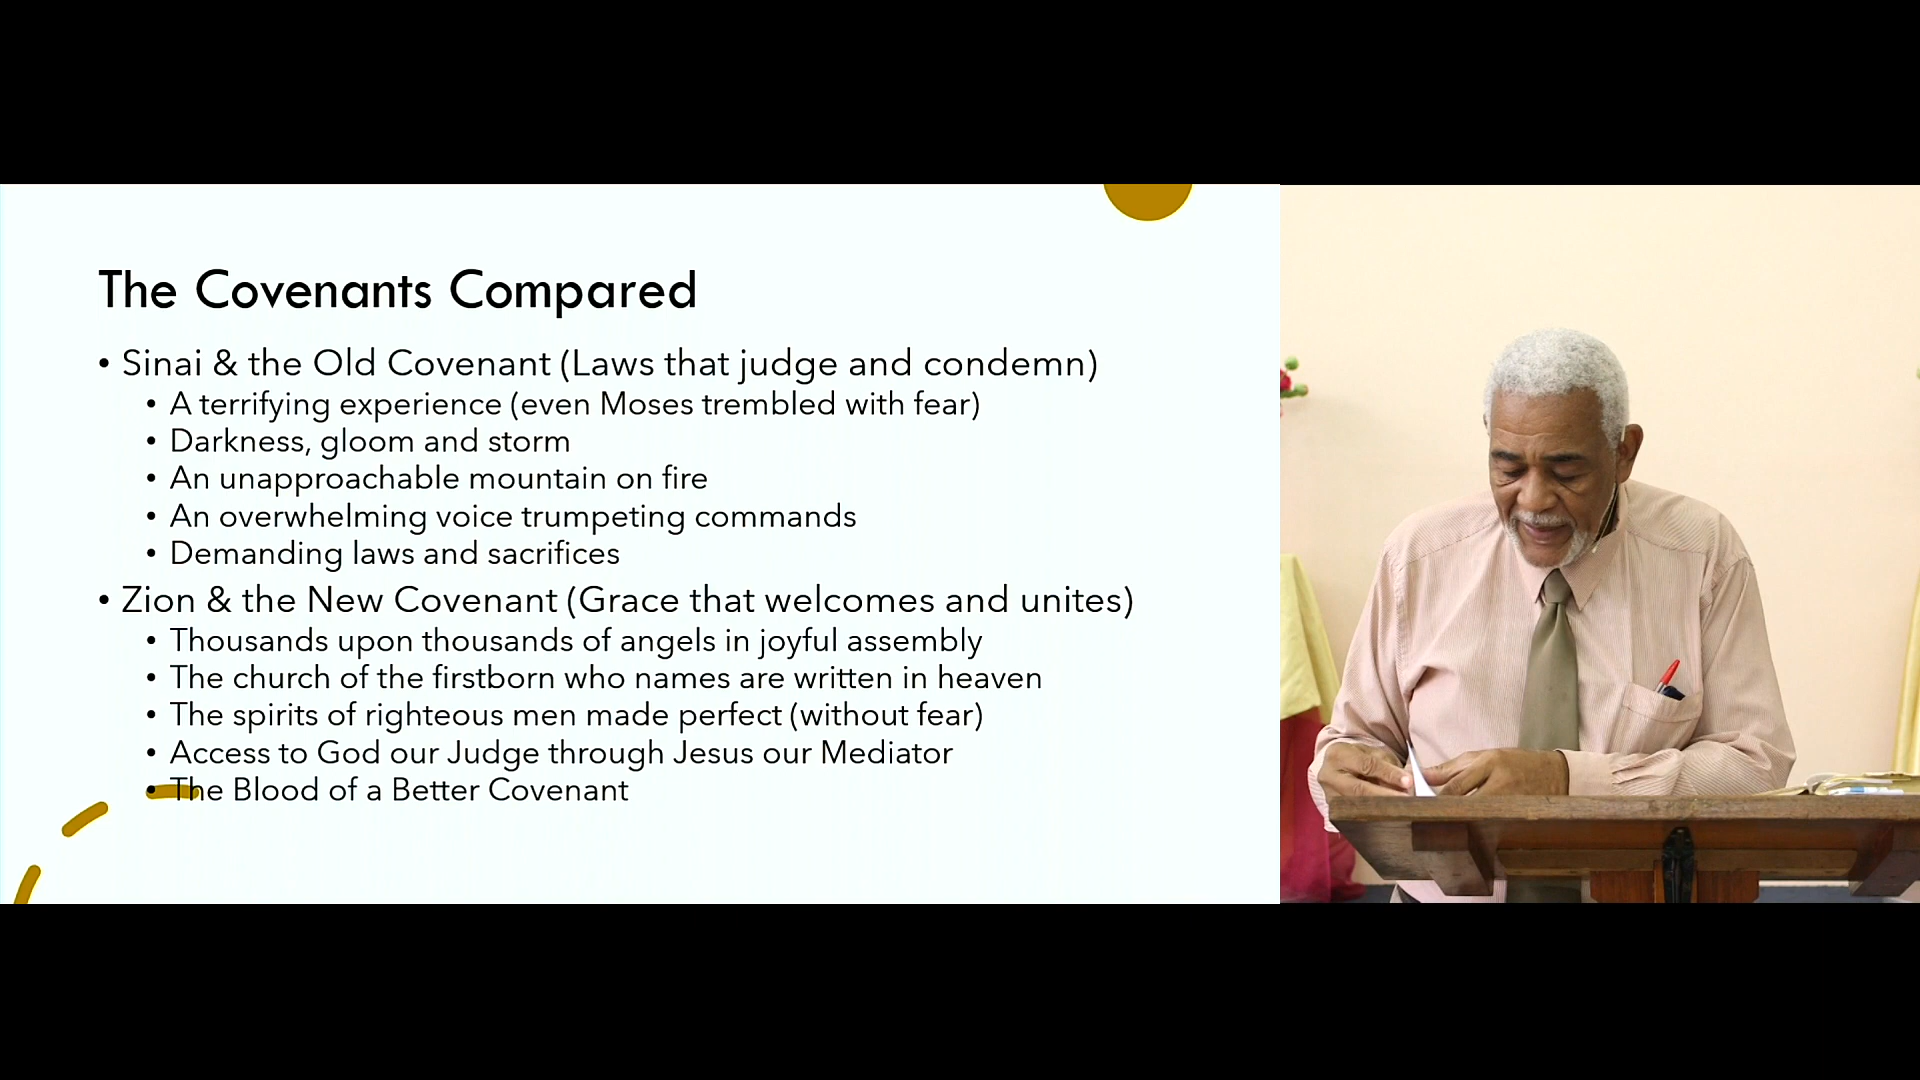 The Covenants Compared
• Sinai & the Old Covenant (Laws that judge and condemn)
• A terrifying experience (even Moses trembled with fear)
• Darkness, gloom and storm
• An unapproachable mountain on fire
• An overwhelming voice trumpeting commands
• Demanding laws and sacrifices
• Zion & the New Covenant (Grace that welcomes and unites)
• Thousands upon thousands of angels in joyful assembly
• The church of the firstborn who names are written in heaven
• The spirits of righteous men made perfect (without fear)
• Access to God our Judge through Jesus our Mediator
• The Blood of a Better Covenant